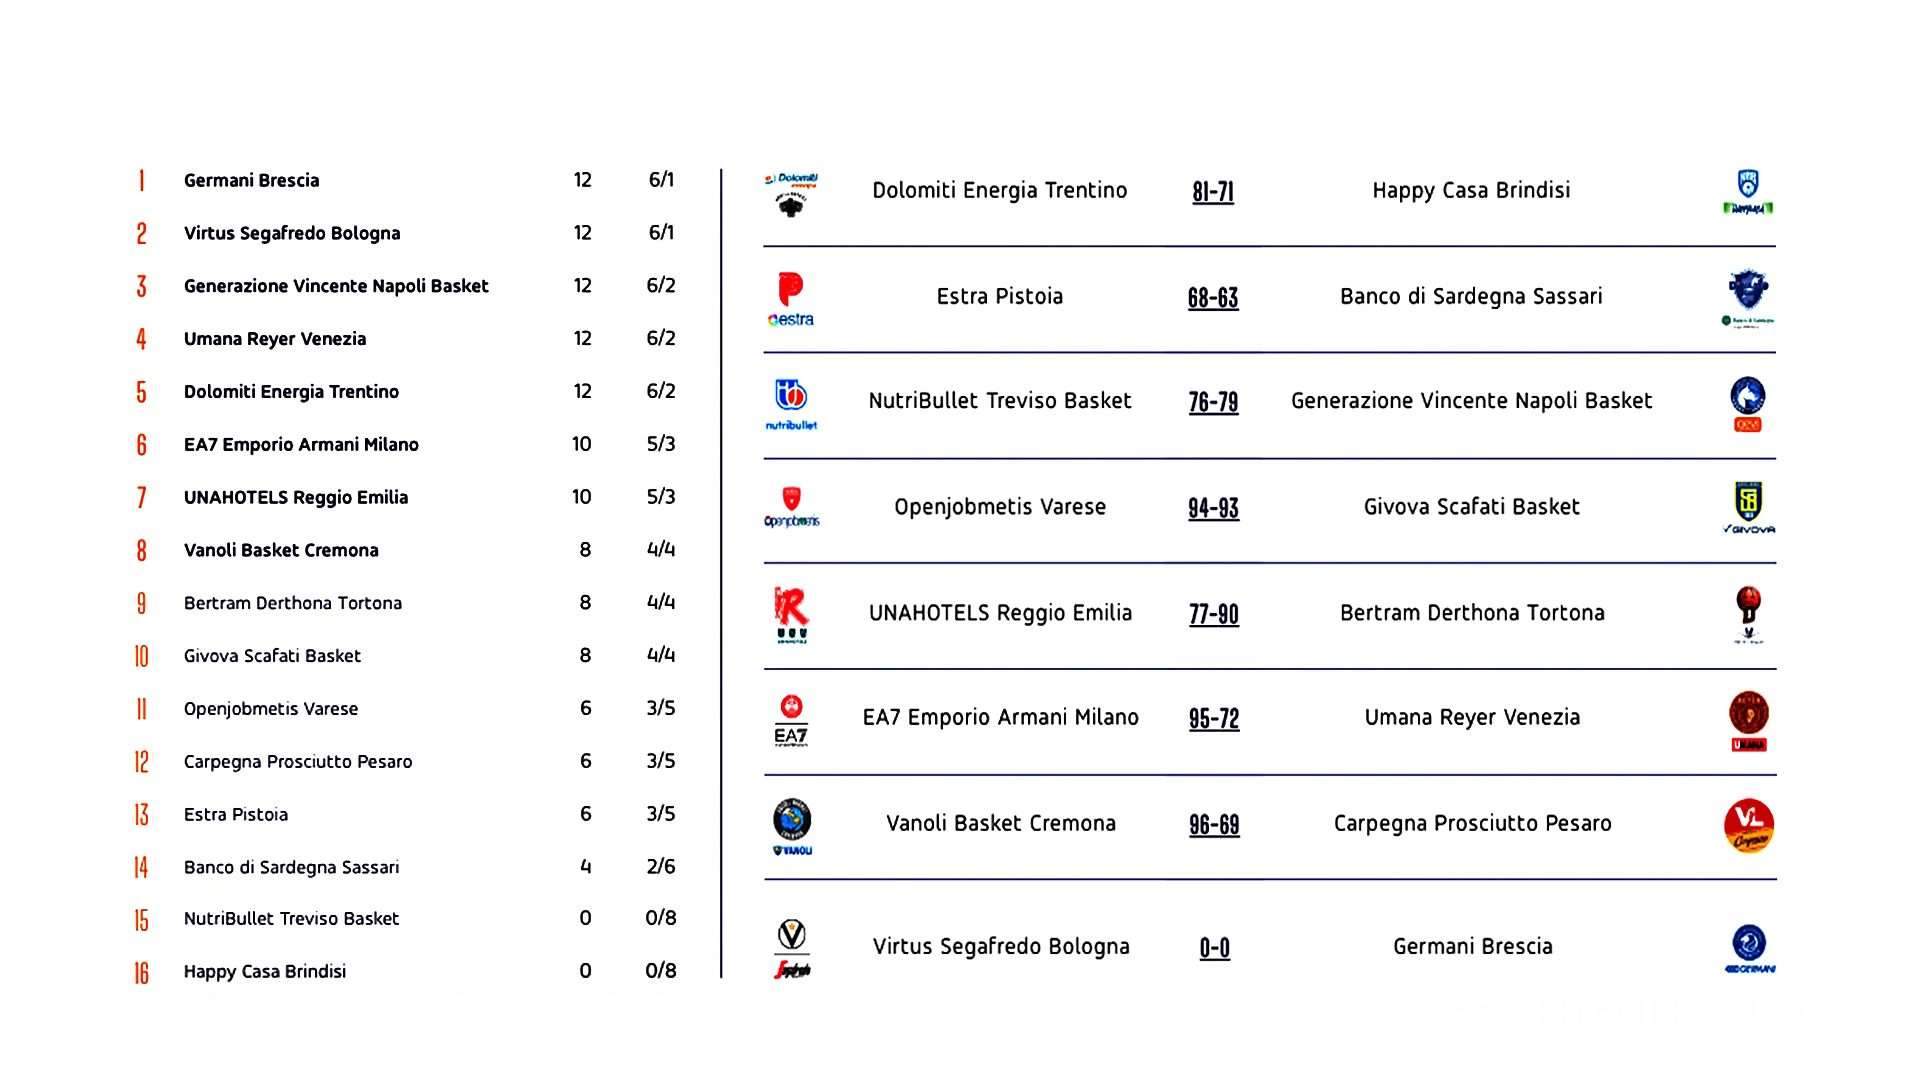 1 Germani Brescia 12 6/1
2 Virtus Segafredo Bologna 12 6/1
3 Generazione Vincente Napoli Basket 12 6/2
4 Umana Reyer Venezia 12 6/2
5 Dolomiti Energia Trentino 12 6/2
6 EA7 Emporio Armani Milano 10 5/3
7 UNAHOTELS Reggio Emilia 10 5/3
8 Vanoli Basket Cremona 8 4/4
9 Bertram Derthona Tortona 8 4/4
10 Givova Scafati Basket 8 4/4
11 Openjobmetis Varese 6 3/5
12 Carpegna Prosciutto Pesaro 6 3/5
13 Estra Pistoia 6 3/5
14 Banco di Sardegna Sassari 4 2/6
15 NutriBullet Treviso Basket 0 0/8
16 Happy Casa Brindisi 0 0/8
Dolomiti
Dolomiti Energia Trentino 81-71 Happy Casa Brindisi
estra
Estra Pistoia 68-63 Banco di Sardegna Sassari
nutribullet
NutriBullet Treviso Basket 76-79 Generazione Vincente Napoli Basket
Openjobmetis
Openjobmetis Varese 94-93 Givova Scafati Basket
GIVOVA
UNAHOTELS Reggio Emilia 77-90 Bertram Derthona Tortona
EA7
EA7 Emporio Armani Milano 95-72 Umana Reyer Venezia
UMANA
VANOLI
Vanoli Basket Cremona 96-69 Carpegna Prosciutto Pesaro
VL
Virtus Segafredo Bologna 0-0 Germani Brescia
GERMANI